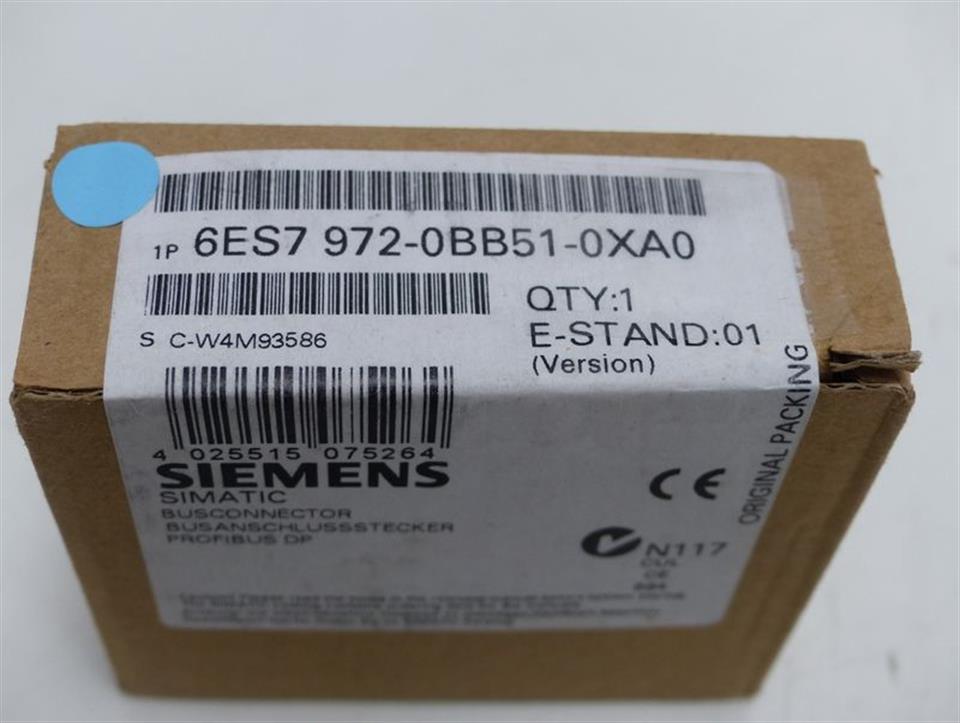 1P 6ES7 972-0BB51-0XA0
QTY:1
S C-W4M93586
E-STAND:01
(Version)
4 025515 075264
SIEMENS
SIMATIC
BUSCONNECTOR
BUSANSCHLUSSSTECKER
PROFIBUS DP
CE
N117
ORIGINAL PACKING